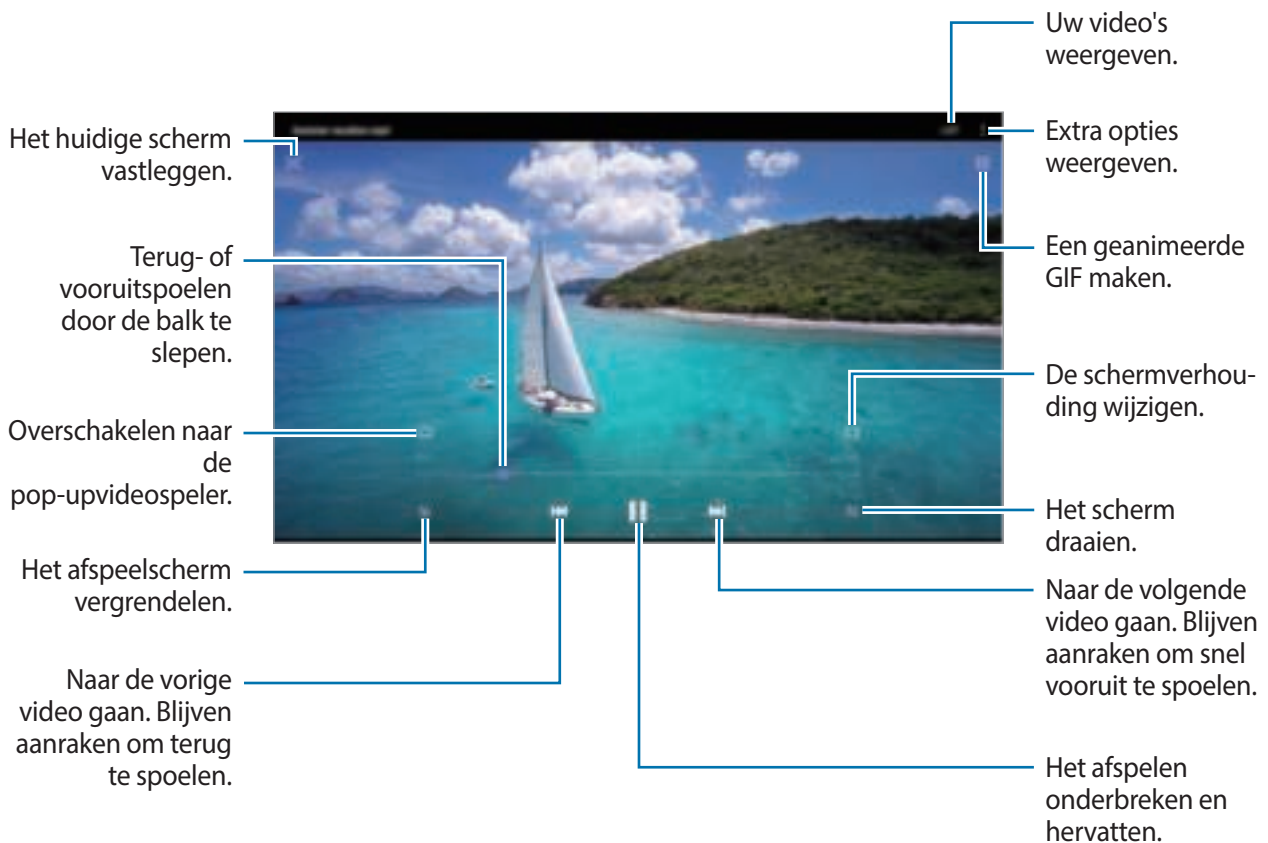 Uw video's
weergeven.
Het huidige scherm
vastleggen.
Extra opties
weergeven.
Terug- of
vooruitspoelen
door de balk te
slepen.
Een geanimeerde
GIF maken.
De schermverhou-
ding wijzigen.
Overschakelen naar
de
pop-upvideospeler.
Het scherm
draaien.
Het afspeelscherm
vergrendelen.
Naar de volgende
video gaan. Blijven
aanraken om snel
vooruit te spoelen.
Naar de vorige
video gaan. Blijven
aanraken om terug
te spoelen.
Het afspelen
onderbreken en
hervatten.